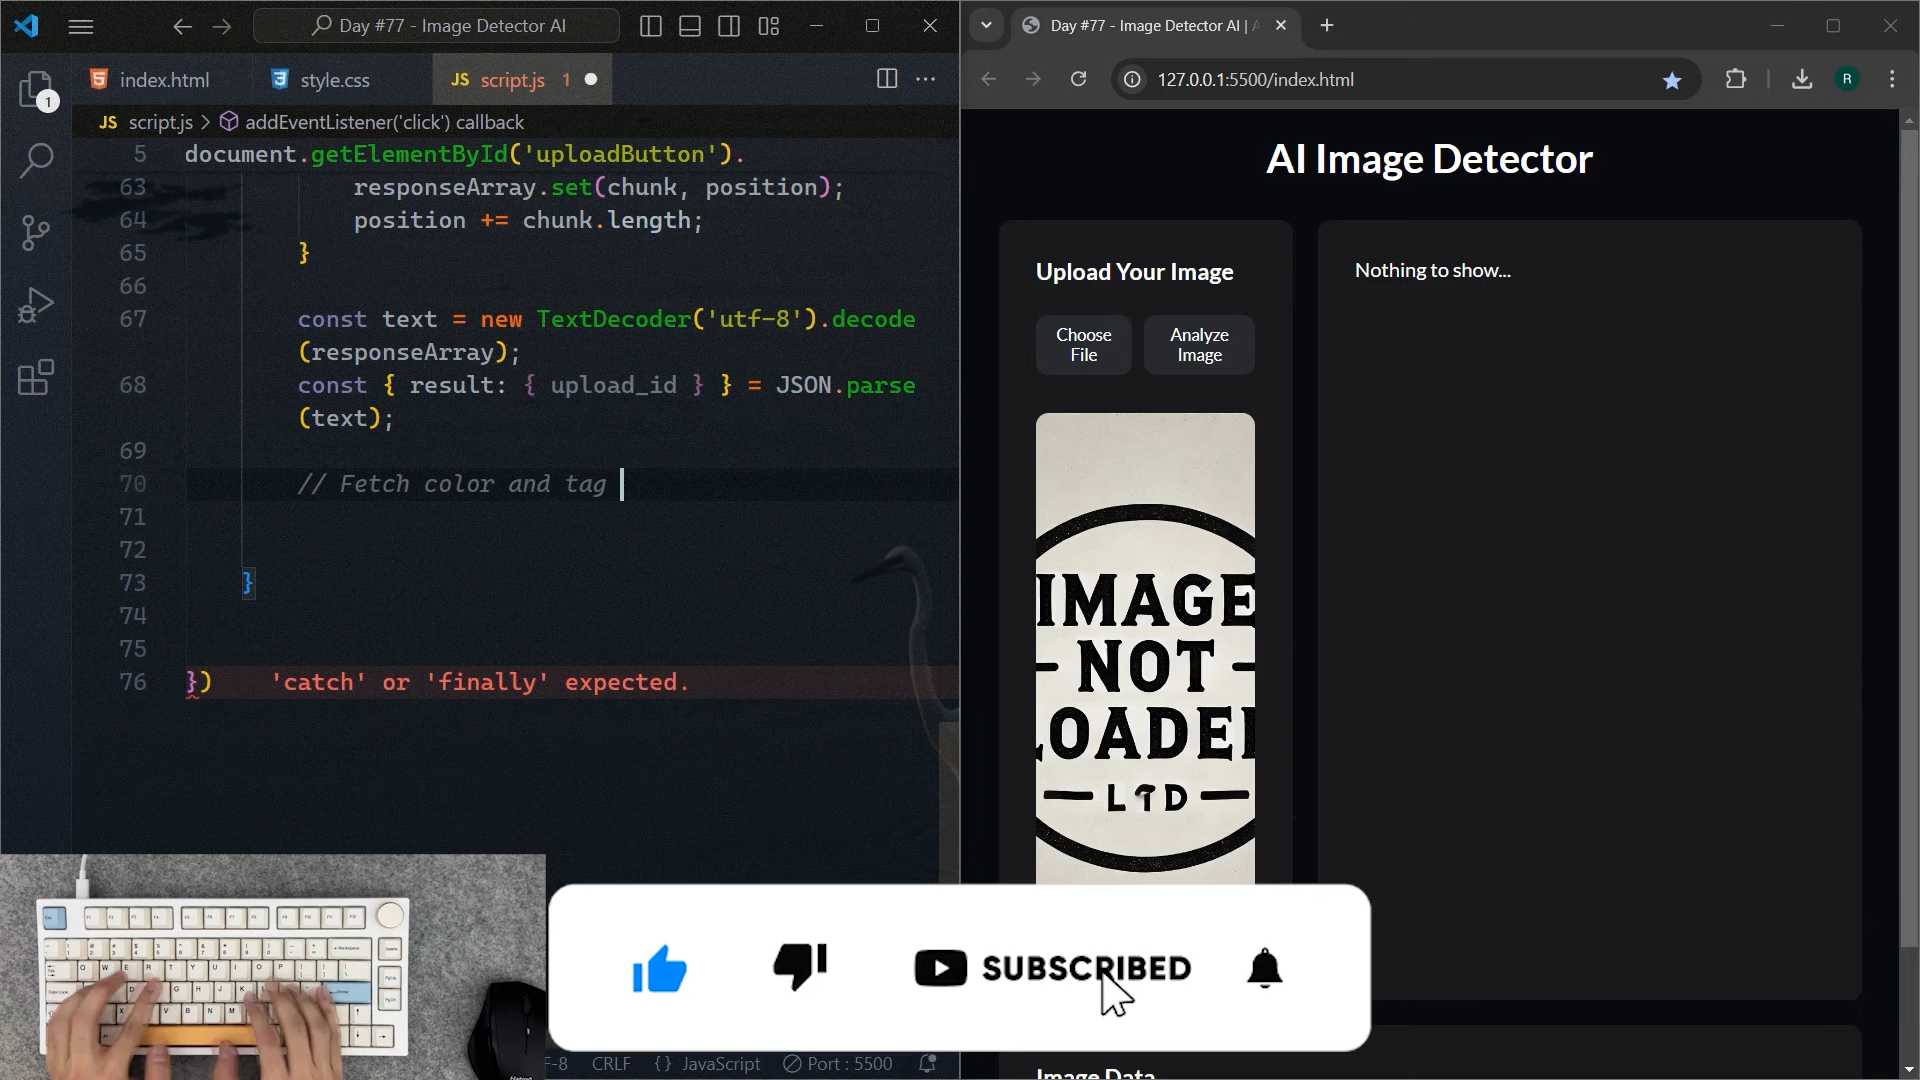 Day #77 - Image Detector AI
index.html
style.css
JS script.js 1
1
JS script.js > addEventListener('click') callback
5 document.getElementById('uploadButton').
63 responseArray.set(chunk, position);
64 position += chunk.length;
65 }
66
67 const text = new TextDecoder('utf-8').decode
(responseArray);
68 const { result: { upload_id } } = JSON.parse
(text);
69
70 // Fetch color and tag
71
72
73 }
74
75
76 }) 'catch' or 'finally' expected.
CRLF {} JavaScript Port : 5500
Day #77 - Image Detector AI |
127.0.0.1:5500/index.html
R
AI Image Detector
Upload Your Image
Choose
File
Analyze
Image
Nothing to show...
IMAGE
NOT
LOADED
LTD
Image Data
SUBSCRIBED